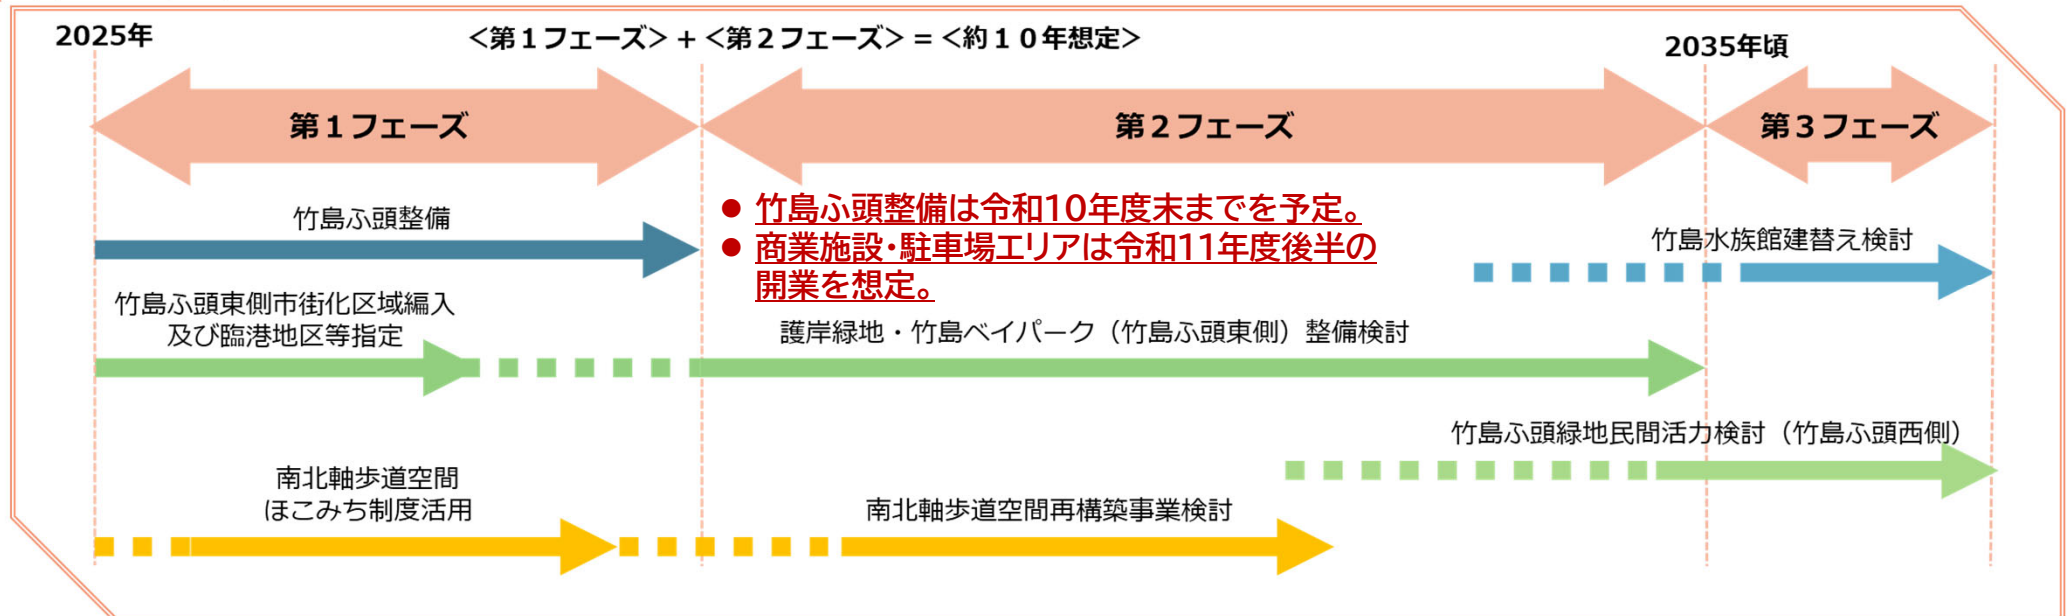 2025年
<第１フェーズ>＋<第２フェーズ>＝<約１０年想定>
2035年頃
第１フェーズ
第２フェーズ
第３フェーズ
竹島ふ頭整備
● 竹島ふ頭整備は令和10年度末までを予定。
● 商業施設・駐車場エリアは令和11年度後半の
開業を想定。
竹島水族館建替え検討
竹島ふ頭東側市街化区域編入
及び臨港地区等指定
護岸緑地・竹島ベイパーク（竹島ふ頭東側）整備検討
竹島ふ頭緑地民間活力検討（竹島ふ頭西側）
南北軸歩道空間
ほこみち制度活用
南北軸歩道空間再構築事業検討